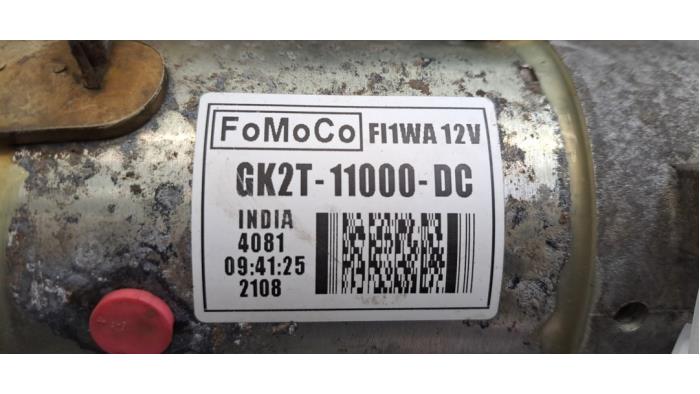 FoMoCo FI1WA 12V
GK2T-11000-DC
INDIA
4081
09:41:25
2108